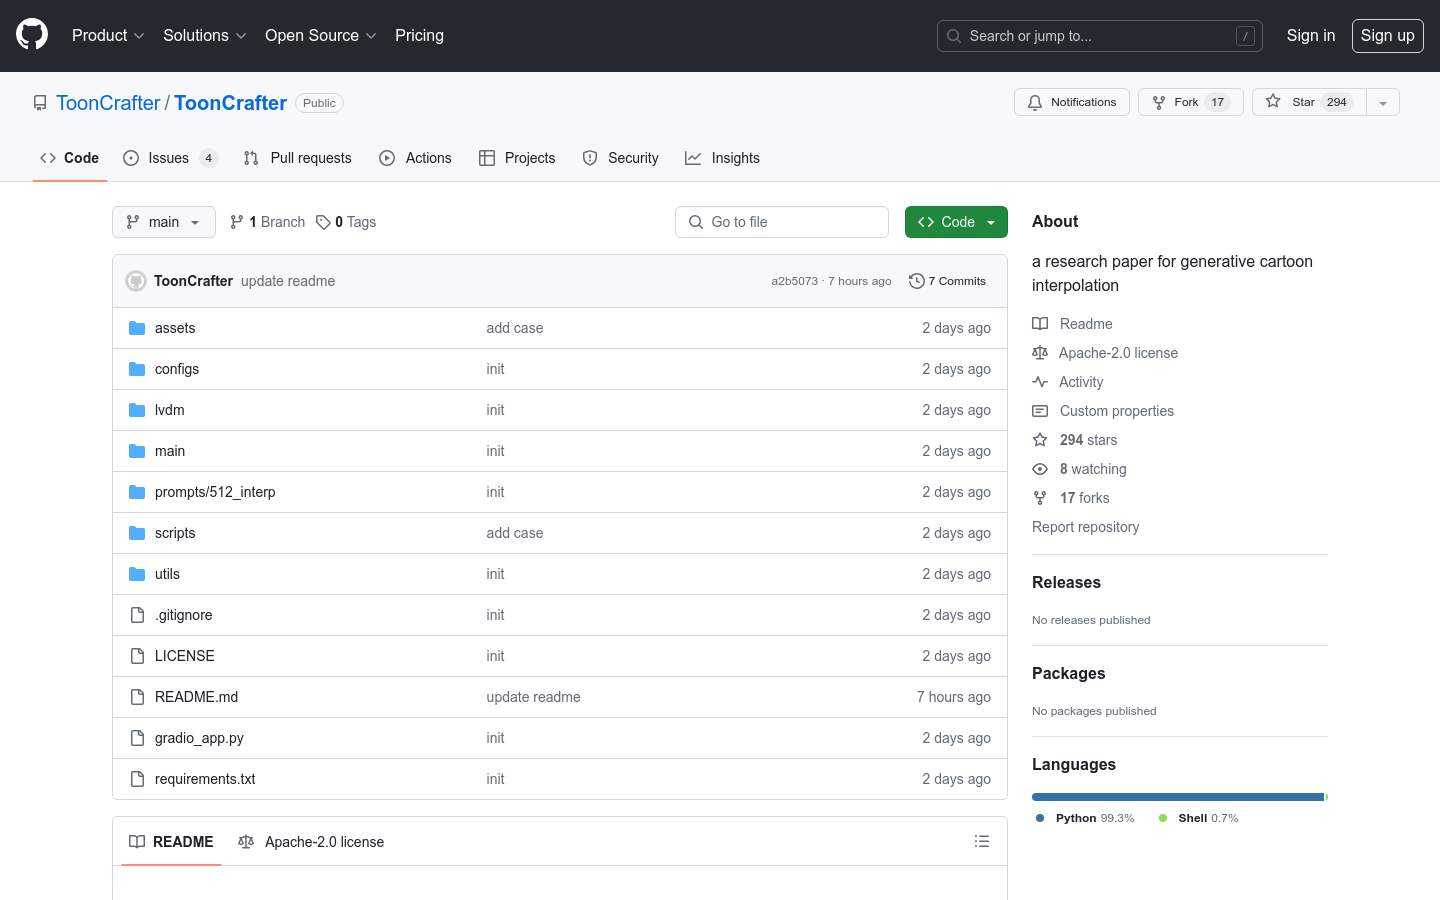 Product Solutions Open Source Pricing Search or jump to... / Sign in Sign up
ToonCrafter / ToonCrafter Public Notifications Fork 17 Star 294
Code Issues 4 Pull requests Actions Projects Security Insights
main 1 Branch 0 Tags Go to file Code
ToonCrafter update readme a2b5073 · 7 hours ago 7 Commits
assets add case 2 days ago
configs init 2 days ago
lvdm init 2 days ago
main init 2 days ago
prompts/512_interp init 2 days ago
scripts add case 2 days ago
utils init 2 days ago
.gitignore init 2 days ago
LICENSE init 2 days ago
README.md update readme 7 hours ago
gradio_app.py init 2 days ago
requirements.txt init 2 days ago
README Apache-2.0 license
About
a research paper for generative cartoon
interpolation
Readme
Apache-2.0 license
Activity
Custom properties
294 stars
8 watching
17 forks
Report repository
Releases
No releases published
Packages
No packages published
Languages
Python 99.3% Shell 0.7%